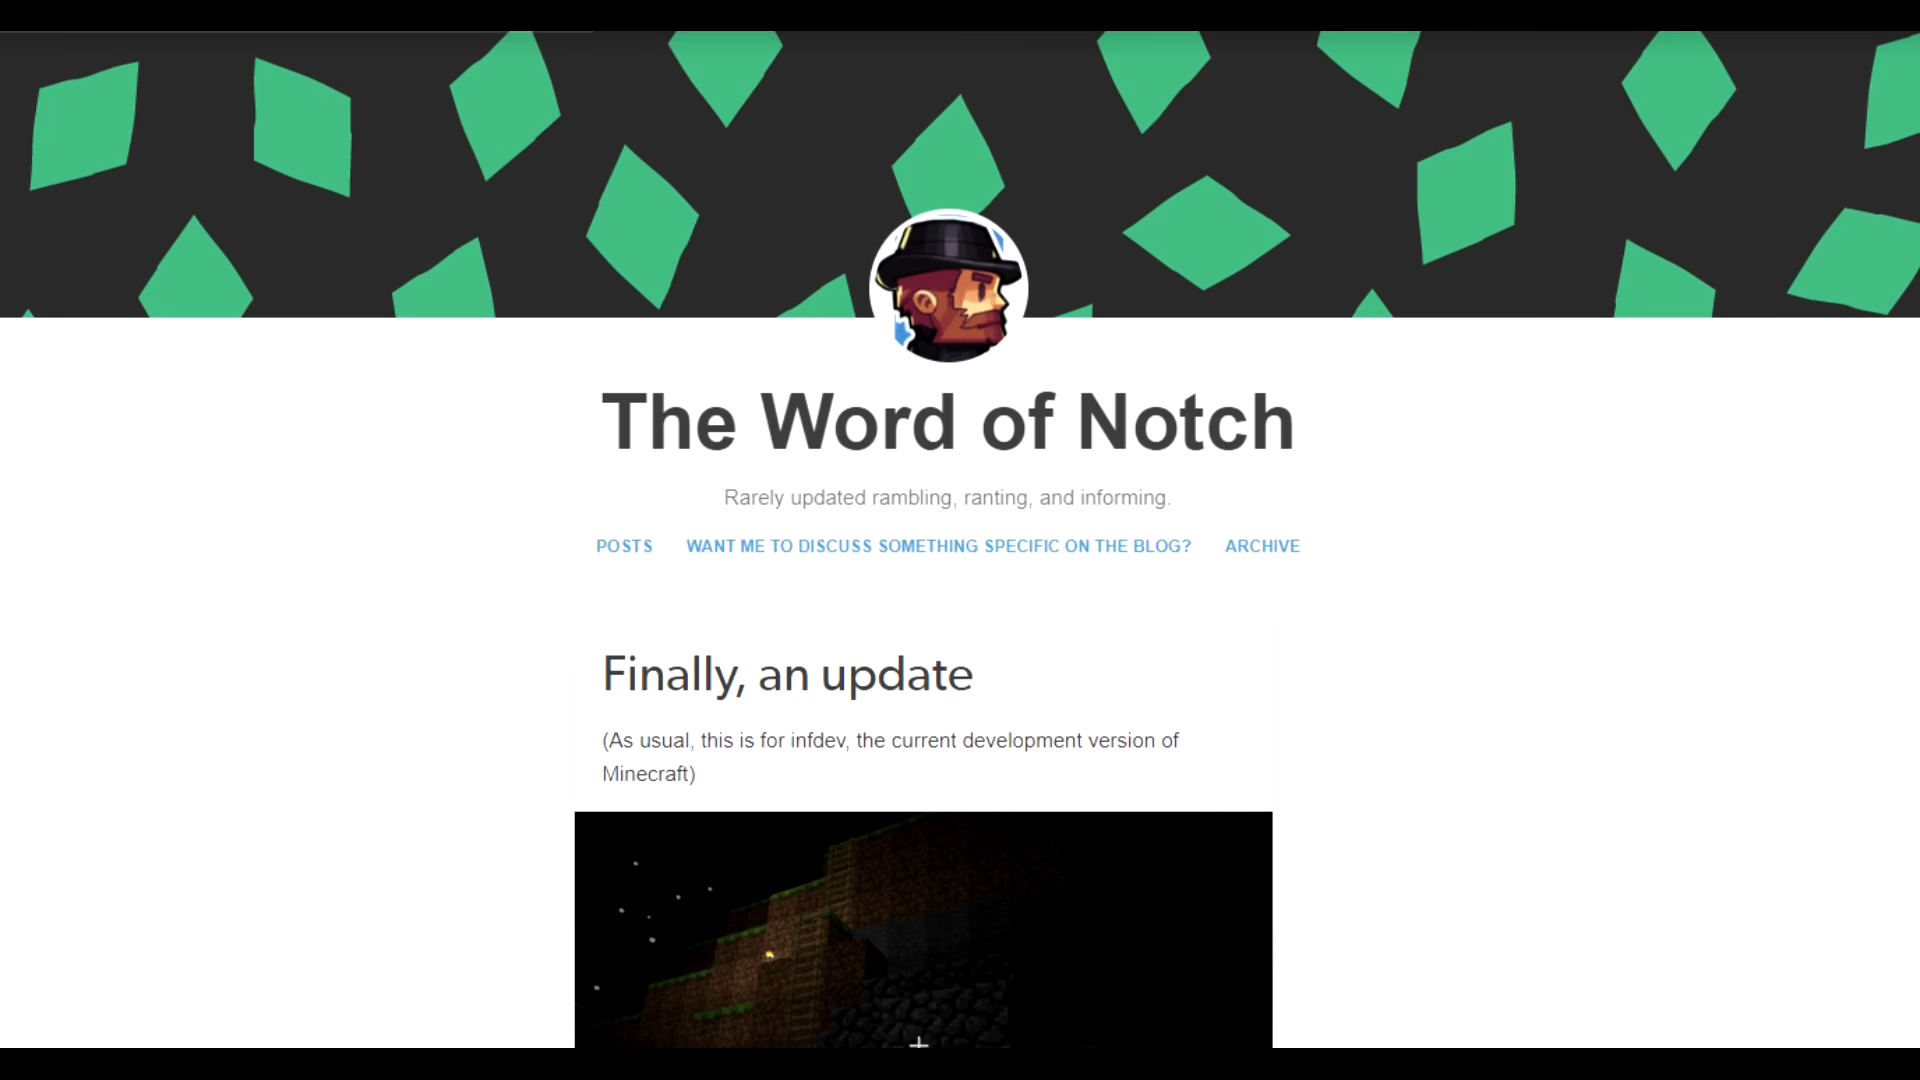 The Word of Notch
Rarely updated rambling, ranting, and informing.
POSTS WANT ME TO DISCUSS SOMETHING SPECIFIC ON THE BLOG? ARCHIVE
Finally, an update
(As usual, this is for infdev, the current development version of
Minecraft)